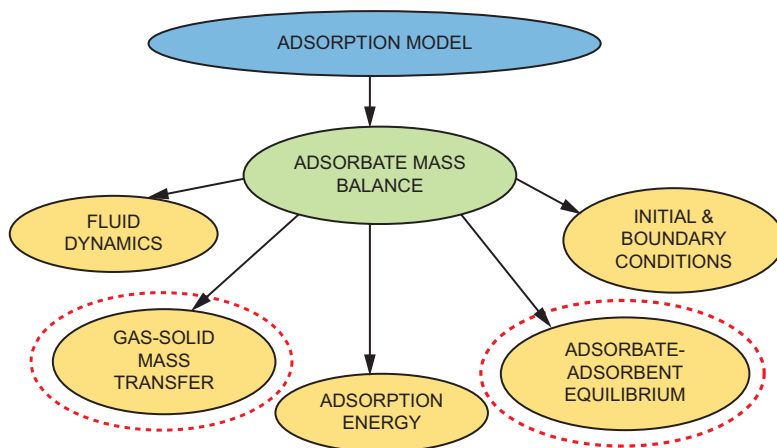 ADSORPTION MODEL
ADSORBATE MASS
BALANCE
FLUID
DYNAMICS
INITIAL &
BOUNDARY
CONDITIONS
GAS-SOLID
MASS
TRANSFER
ADSORPTION
ENERGY
ADSORBATE-
ADSORBENT
EQUILIBRIUM